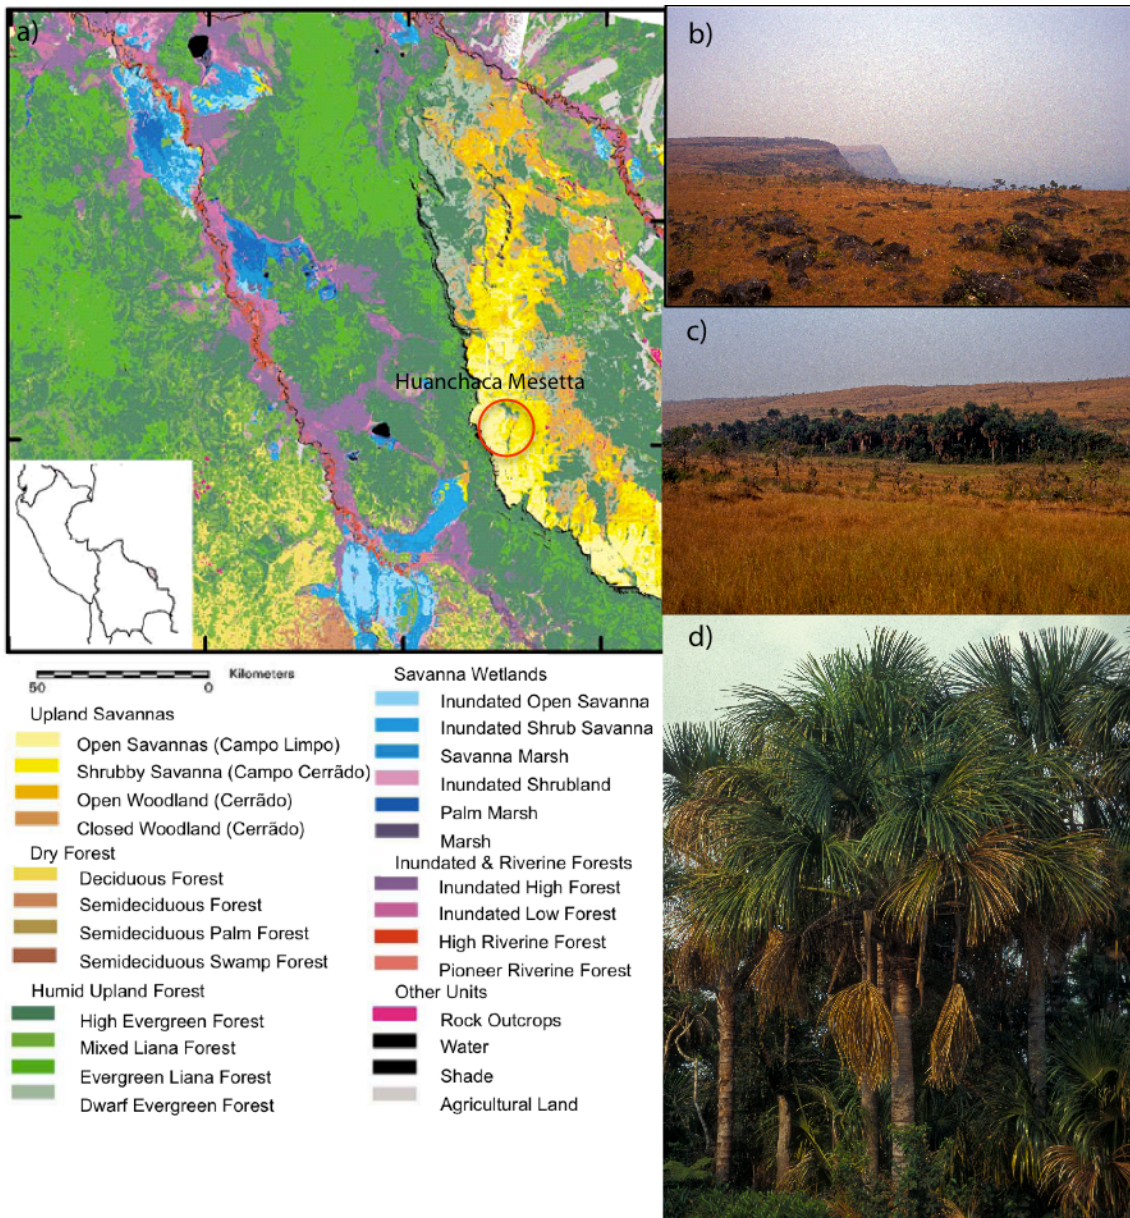 a)
Huanchaca Mesetta
50 0 Kilometers
Upland Savannas
Open Savannas (Campo Limpo)
Shrubby Savanna (Campo Cerrãdo)
Open Woodland (Cerrãdo)
Closed Woodland (Cerrãdo)
Dry Forest
Deciduous Forest
Semideciduous Forest
Semideciduous Palm Forest
Semideciduous Swamp Forest
Humid Upland Forest
High Evergreen Forest
Mixed Liana Forest
Evergreen Liana Forest
Dwarf Evergreen Forest
Savanna Wetlands
Inundated Open Savanna
Inundated Shrub Savanna
Savanna Marsh
Inundated Shrubland
Palm Marsh
Marsh
Inundated & Riverine Forests
Inundated High Forest
Inundated Low Forest
High Riverine Forest
Pioneer Riverine Forest
Other Units
Rock Outcrops
Water
Shade
Agricultural Land
b)
c)
d)